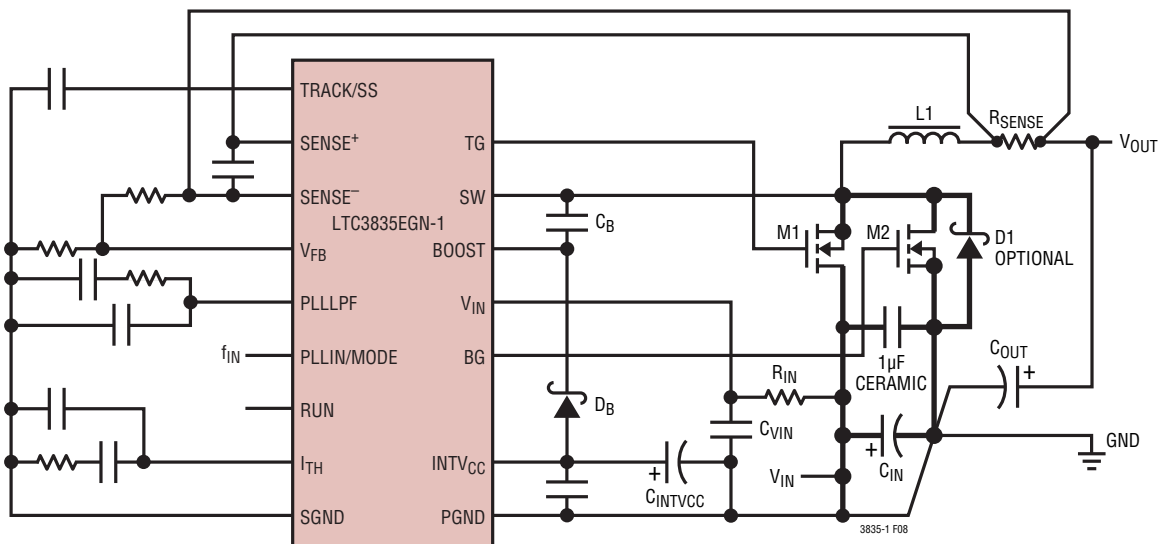 TRACK/SS
SENSE+
SENSE−
LTC3835EGN-1
VFB
PLLLPF
fIN
PLLIN/MODE
RUN
ITH
SGND
TG
SW
BOOST
VIN
BG
INTVCC
PGND
CB
DB
CINTVCC
CVIN
RIN
L1
RSENSE
VOUT
M1
M2
D1
OPTIONAL
1µF
CERAMIC
COUT
+
GND
+
CIN
+
VIN
3835-1 F08